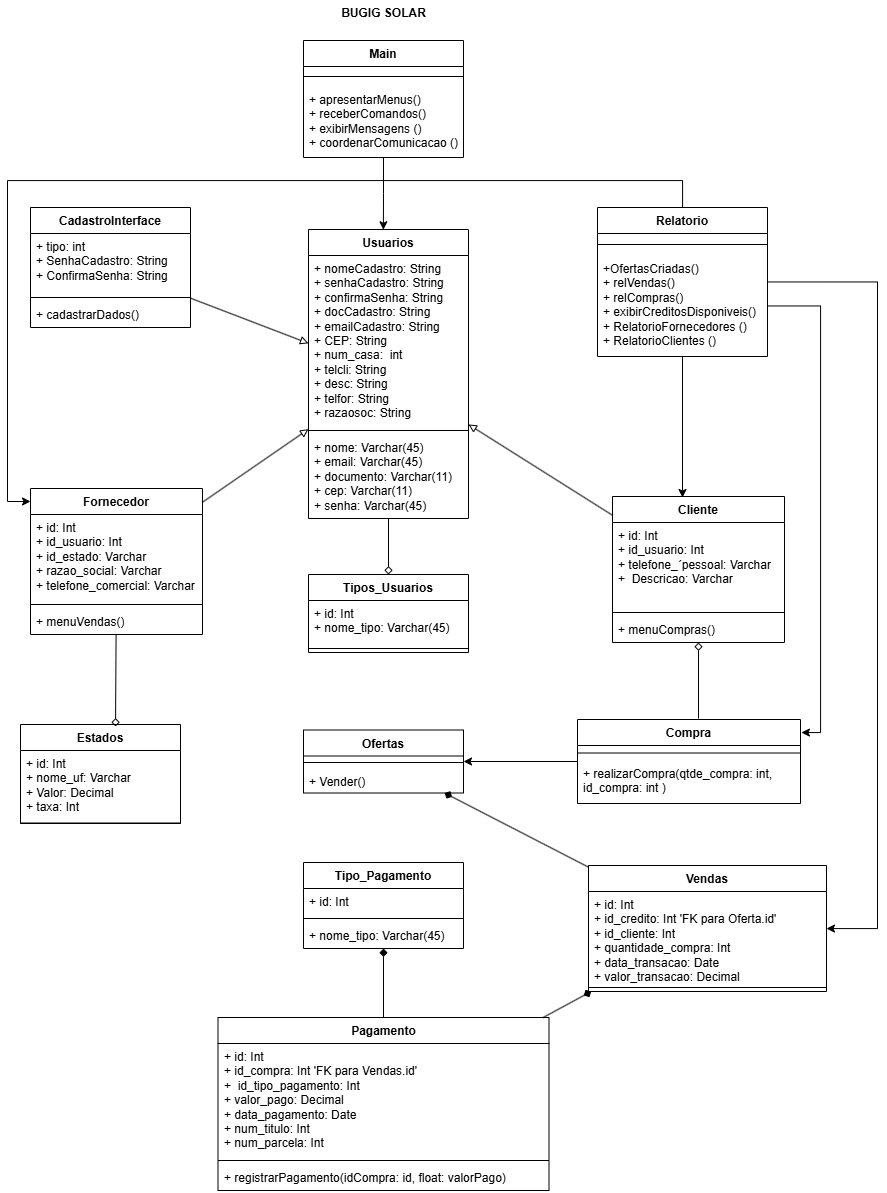 BUGIG SOLAR
Main
+ apresentarMenus()
+ receberComandos()
+ exibirMensagens ()
+ coordenarComunicacao ()
CadastroInterface
+ tipo: int
+ SenhaCadastro: String
+ ConfirmaSenha: String
+ cadastrarDados()
Usuarios
+ nomeCadastro: String
+ senhaCadastro: String
+ confirmaSenha: String
+ docCadastro: String
+ emailCadastro: String
+ CEP: String
+ num_casa:  int
+ telcli: String
+ desc: String
+ telfor: String
+ razaosoc: String
+ nome: Varchar(45)
+ email: Varchar(45)
+ documento: Varchar(11)
+ cep: Varchar(11)
+ senha: Varchar(45)
Relatorio
+OfertasCriadas()
+ relVendas()
+ relCompras()
+ exibirCreditosDisponiveis()
+ RelatorioFornecedores ()
+ RelatorioClientes ()
Fornecedor
+ id: Int
+ id_usuario: Int
+ id_estado: Varchar
+ razao_social: Varchar
+ telefone_comercial: Varchar
+ menuVendas()
Tipos_Usuarios
+ id: Int
+ nome_tipo: Varchar(45)
Cliente
+ id: Int
+ id_usuario: Int
+ telefone_´pessoal: Varchar
+  Descricao: Varchar
+ menuCompras()
Estados
+ id: Int
+ nome_uf: Varchar
+ Valor: Decimal
+ taxa: Int
Ofertas
+ Vender()
Compra
+ realizarCompra(qtde_compra: int,
id_compra: int )
Tipo_Pagamento
+ id: Int
+ nome_tipo: Varchar(45)
Vendas
+ id: Int
+ id_credito: Int 'FK para Oferta.id'
+ id_cliente: Int
+ quantidade_compra: Int
+ data_transacao: Date
+ valor_transacao: Decimal
Pagamento
+ id: Int
+ id_compra: Int 'FK para Vendas.id'
+  id_tipo_pagamento: Int
+ valor_pago: Decimal
+ data_pagamento: Date
+ num_titulo: Int
+ num_parcela: Int
+ registrarPagamento(idCompra: id, float: valorPago)